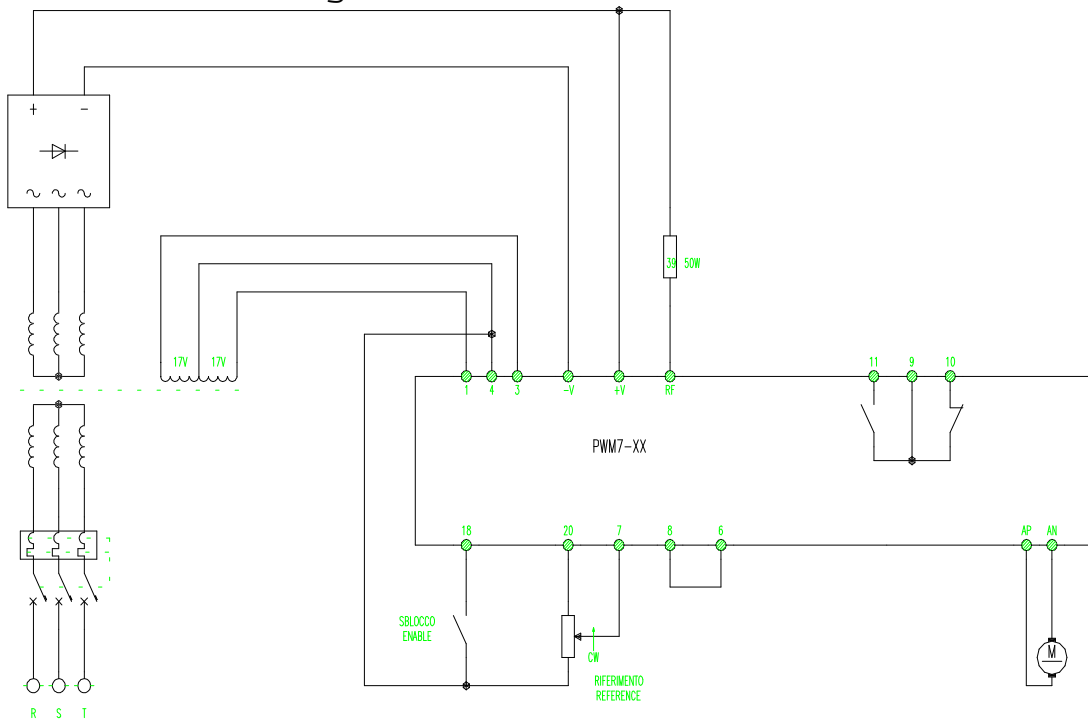 + -
39 50W
17V 17V
1 4 3 -V +V RF 11 9 10
PWM7-XX
18 20 7 8 6 AP AN
SBLOCCO
ENABLE
CW
M
RIFERIMENTO
REFERENCE
R S T